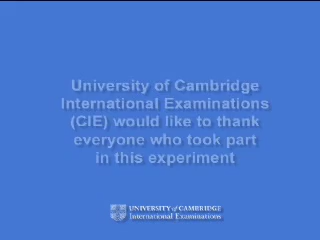 University of Cambridge
International Examinations
(CIE) would like to thank
everyone who took part
in this experiment
UNIVERSITY of CAMBRIDGE
International Examinations